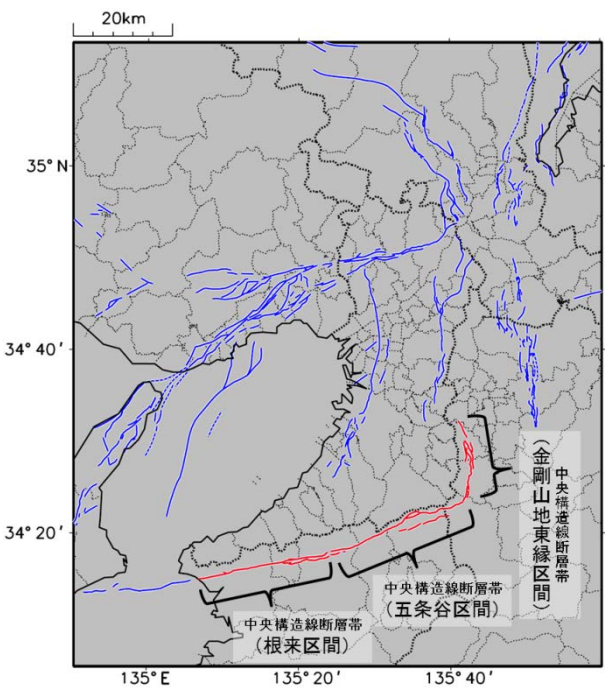 20km
35°N
34°40′
34°20′
135°E
135°20′
135°40′
中央構造線断層帯
（金剛山地東縁区間）
中央構造線断層帯
（五条谷区間）
中央構造線断層帯
（根来区間）